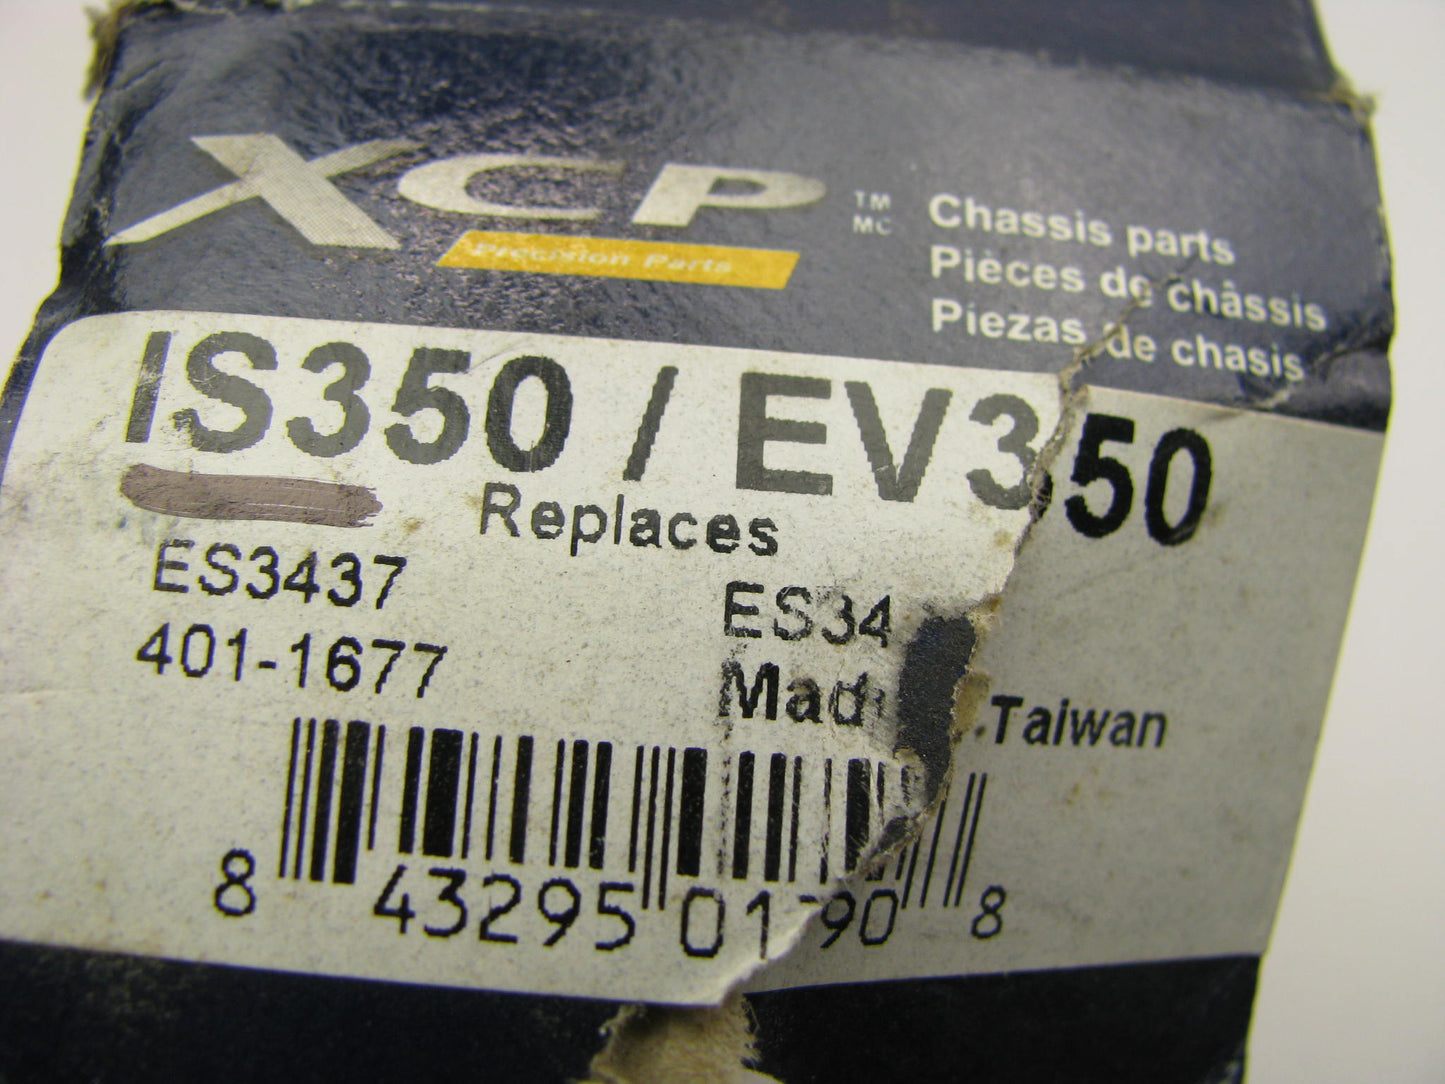 XCP TM MC
Precision Parts
Chassis parts
Pièces de châssis
Piezas de chasis
IS350 / EV350
Replaces
ES3437
401-1677
Taiwan
8 43295 01 90 8